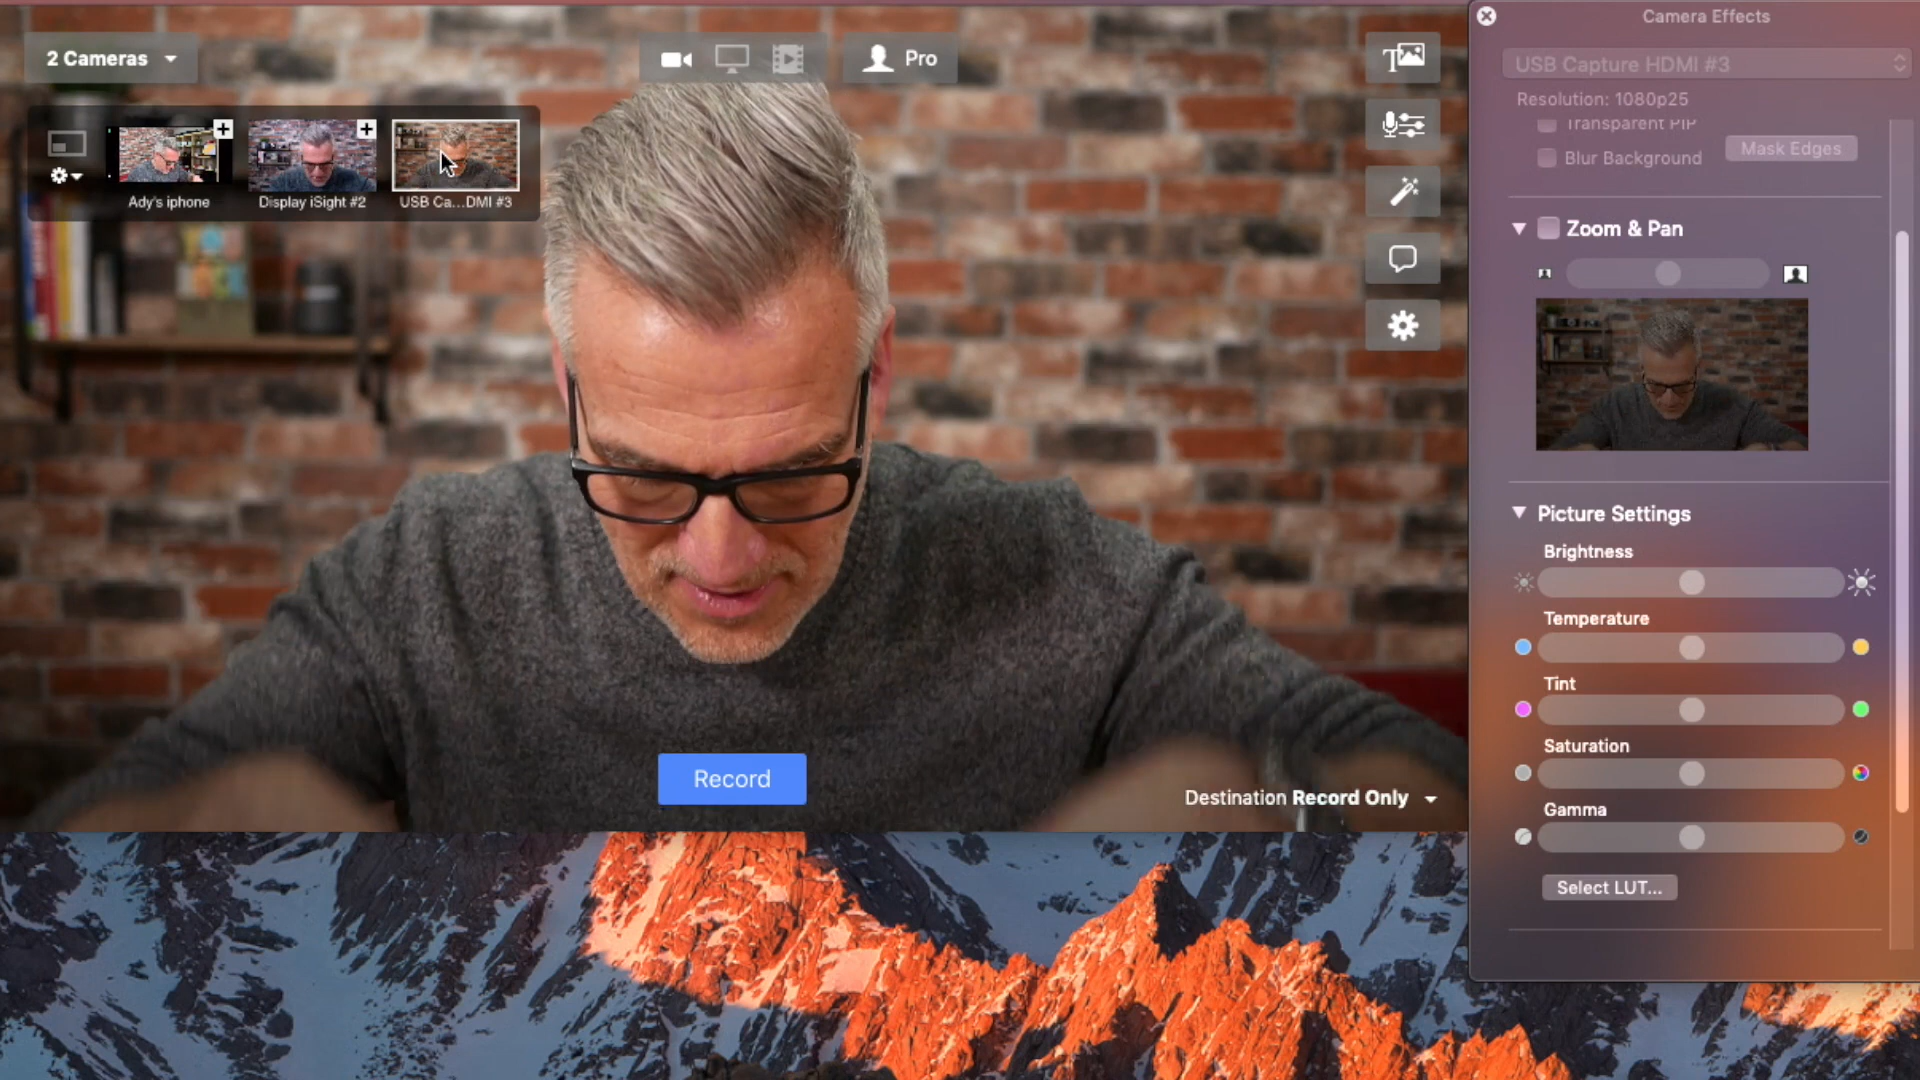 2 Cameras
Pro
T
Ady's iphone
Display iSight #2
USB Ca...DMI #3
Record
Destination Record Only
Camera Effects
USB Capture HDMI #3
Resolution: 1080p25
Transparent PIP
Blur Background
Mask Edges
Zoom & Pan
Picture Settings
Brightness
Temperature
Tint
Saturation
Gamma
Select LUT...